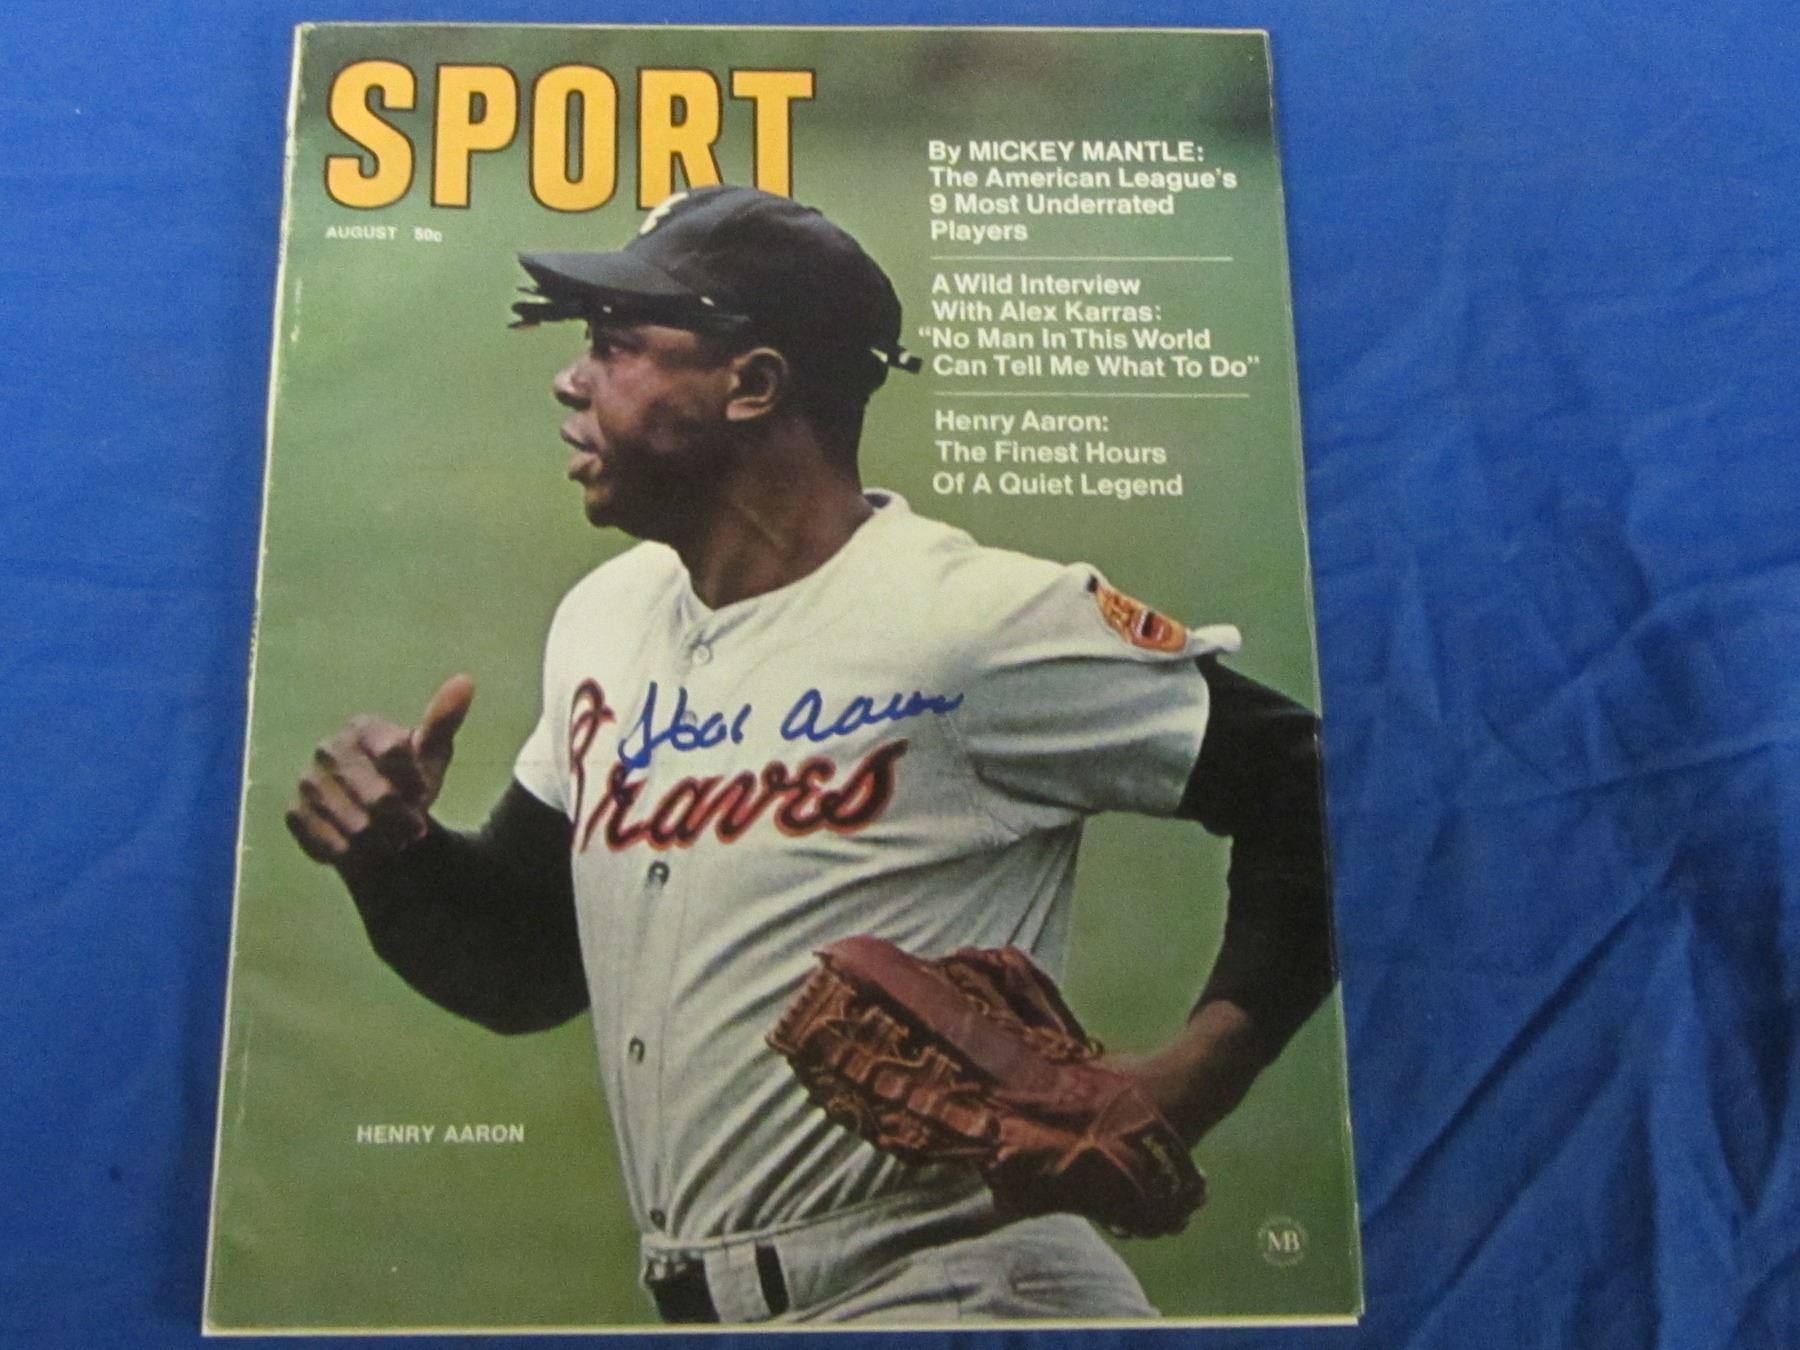 SPORT
AUGUST 50c
By MICKEY MANTLE:
The American League's
9 Most Underrated
Players
A Wild Interview
With Alex Karras:
"No Man In This World
Can Tell Me What To Do"
Henry Aaron:
The Finest Hours
Of A Quiet Legend
Hank Aaron
Braves
HENRY AARON
MB